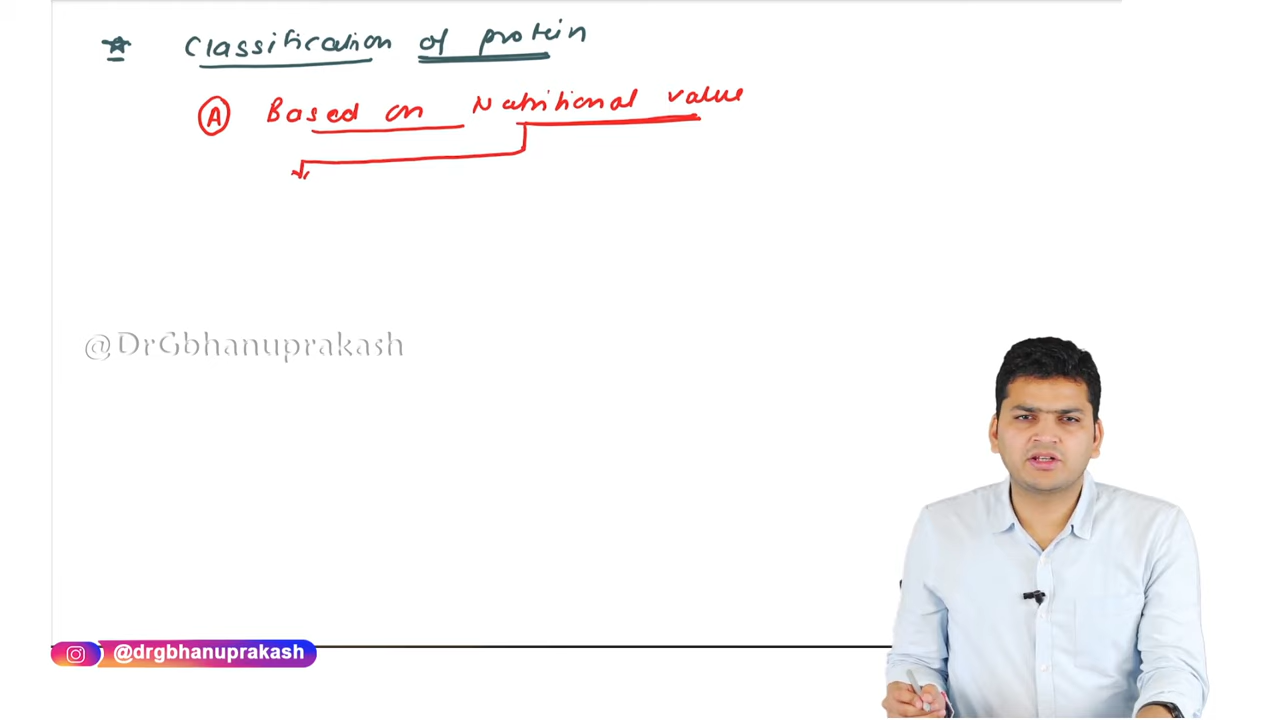 Classification of protein
A Based on Nutritional value
@DrGbhanuprakash
@drgbhanuprakash